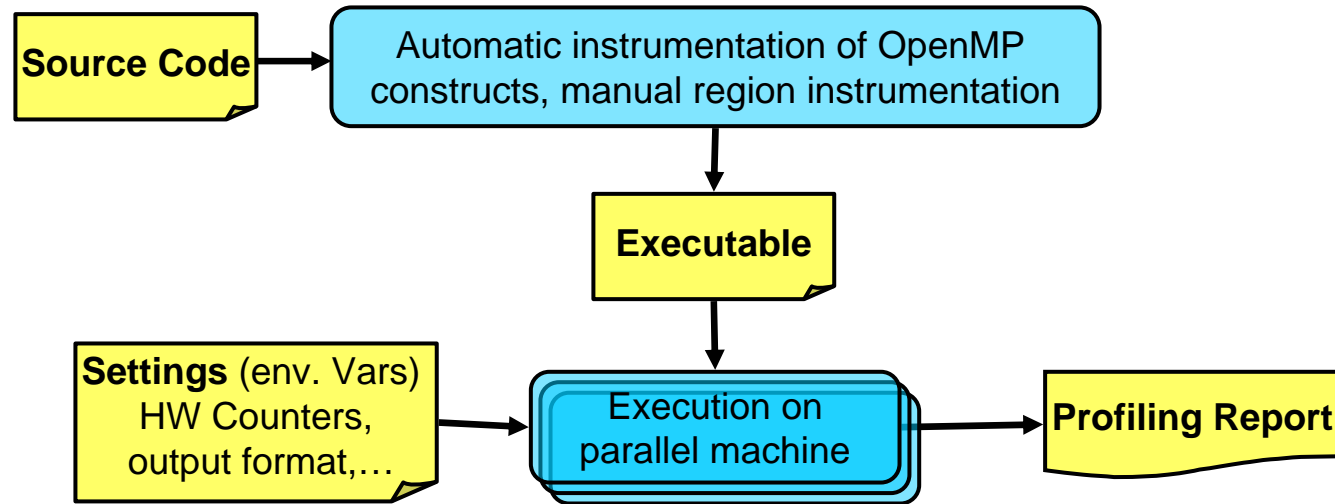 Source Code
Automatic instrumentation of OpenMP
constructs, manual region instrumentation
Executable
Settings (env. Vars)
HW Counters,
output format,…
Execution on
parallel machine
Profiling Report